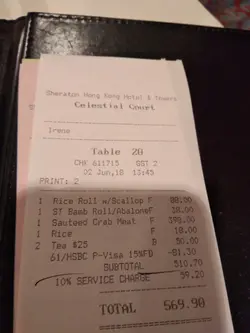 Sheraton Hong Kong Hotel & Towers
Celestial Court
Irene
Table 20
CHK 611715 GST 2
02 Jun,18 13:45
PRINT: 2
1 Rice Roll w/Scallop F 88.00
1 ST Baab Roll/AbaloneF 38.00
1 Sauteed Crab Meat F 398.00
1 Rice F 18.00
2 Tea $25 B 50.00
61/HSBC P-Visa 15%FB -81.30
SUBTOTAL 510.70
10% SERVICE CHARGE 59.20
TOTAL 569.90